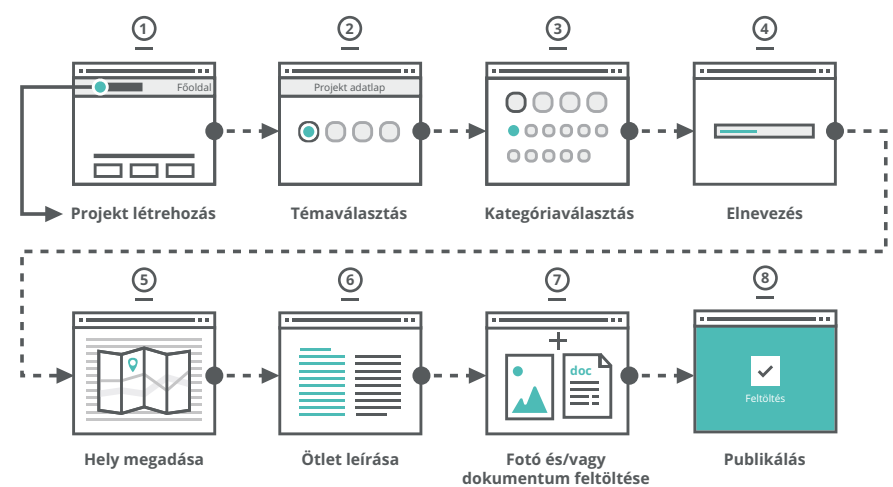 1
2
3
4
Főoldal
Projekt adatlap
Projekt létrehozás
Témaválasztás
Kategóriaválasztás
Elnevezés
5
6
7
8
doc
Feltöltés
Hely megadása
Ötlet leírása
Fotó és/vagy
dokumentum feltöltése
Publikálás